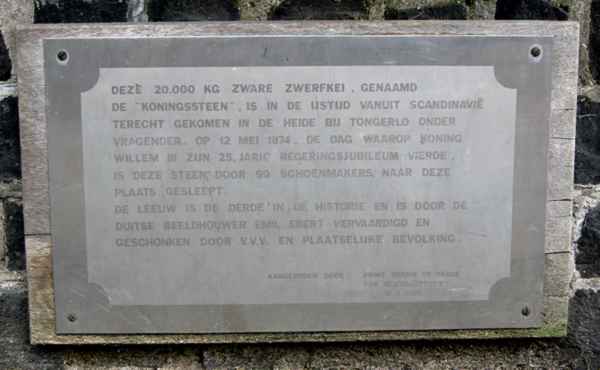 DEZE 20.000 KG ZWARE ZWERFKEI, GENAAMD
DE "KONINGSSTEEN", IS IN DE IJSTIJD VANUIT SCANDINAVIË
TERECHT GEKOMEN IN DE HEIDE BIJ TONGERLO ONDER
VRAGENDER. OP 12 MEI 1874, DE DAG WAAROP KONING
WILLEM III ZIJN 25 JARIG REGERINGSJUBILEUM VIERDE,
IS DEZE STEEN DOOR 99 SCHOENMAKERS NAAR DEZE
PLAATS GESLEEPT.
DE LEEUW IS DE DERDE IN DE HISTORIE EN IS DOOR DE
DUITSE BEELDHOUWER EMIL EBERT VERVAARDIGD EN
GESCHONKEN DOOR V.V.V. EN PLAATSELIJKE BEVOLKING.
AANGEBODEN DOOR :